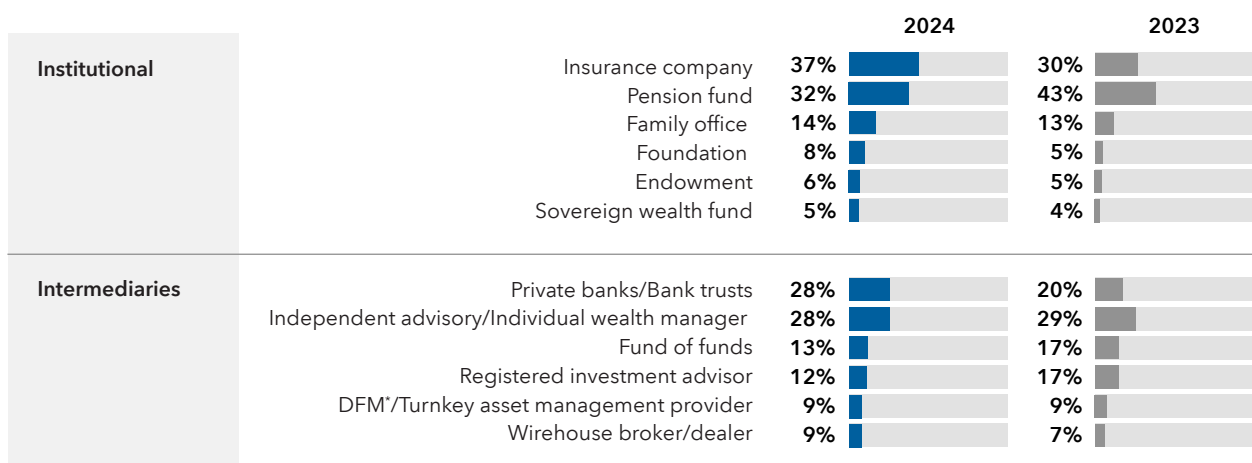 2024 2023
Institutional
Insurance company 37% 30%
Pension fund 32% 43%
Family office 14% 13%
Foundation 8% 5%
Endowment 6% 5%
Sovereign wealth fund 5% 4%
Intermediaries
Private banks/Bank trusts 28% 20%
Independent advisory/Individual wealth manager 28% 29%
Fund of funds 13% 17%
Registered investment advisor 12% 17%
DFM*/Turnkey asset management provider 9% 9%
Wirehouse broker/dealer 9% 7%